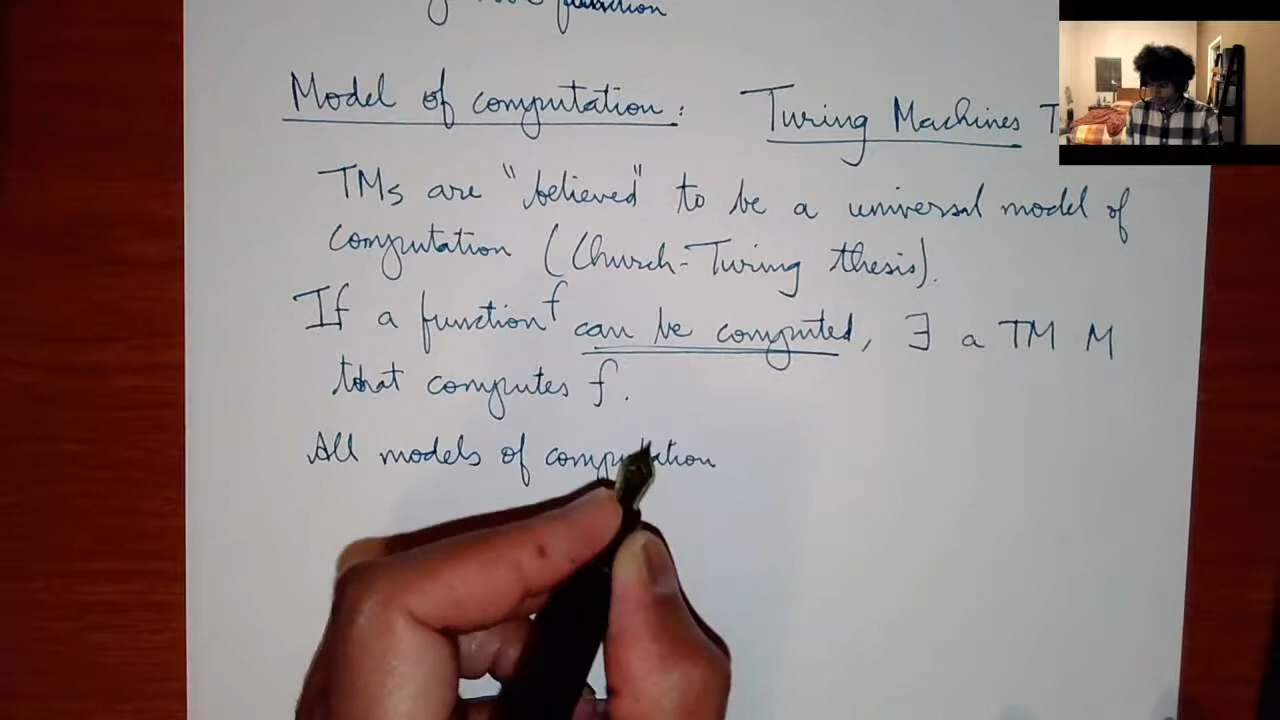 function
Model of computation: Turing Machines T
TMs are "believed" to be a universal model of
computation (Church-Turing thesis).
If a function f can be computed, ∃ a TM M
that computes f.
All models of computation